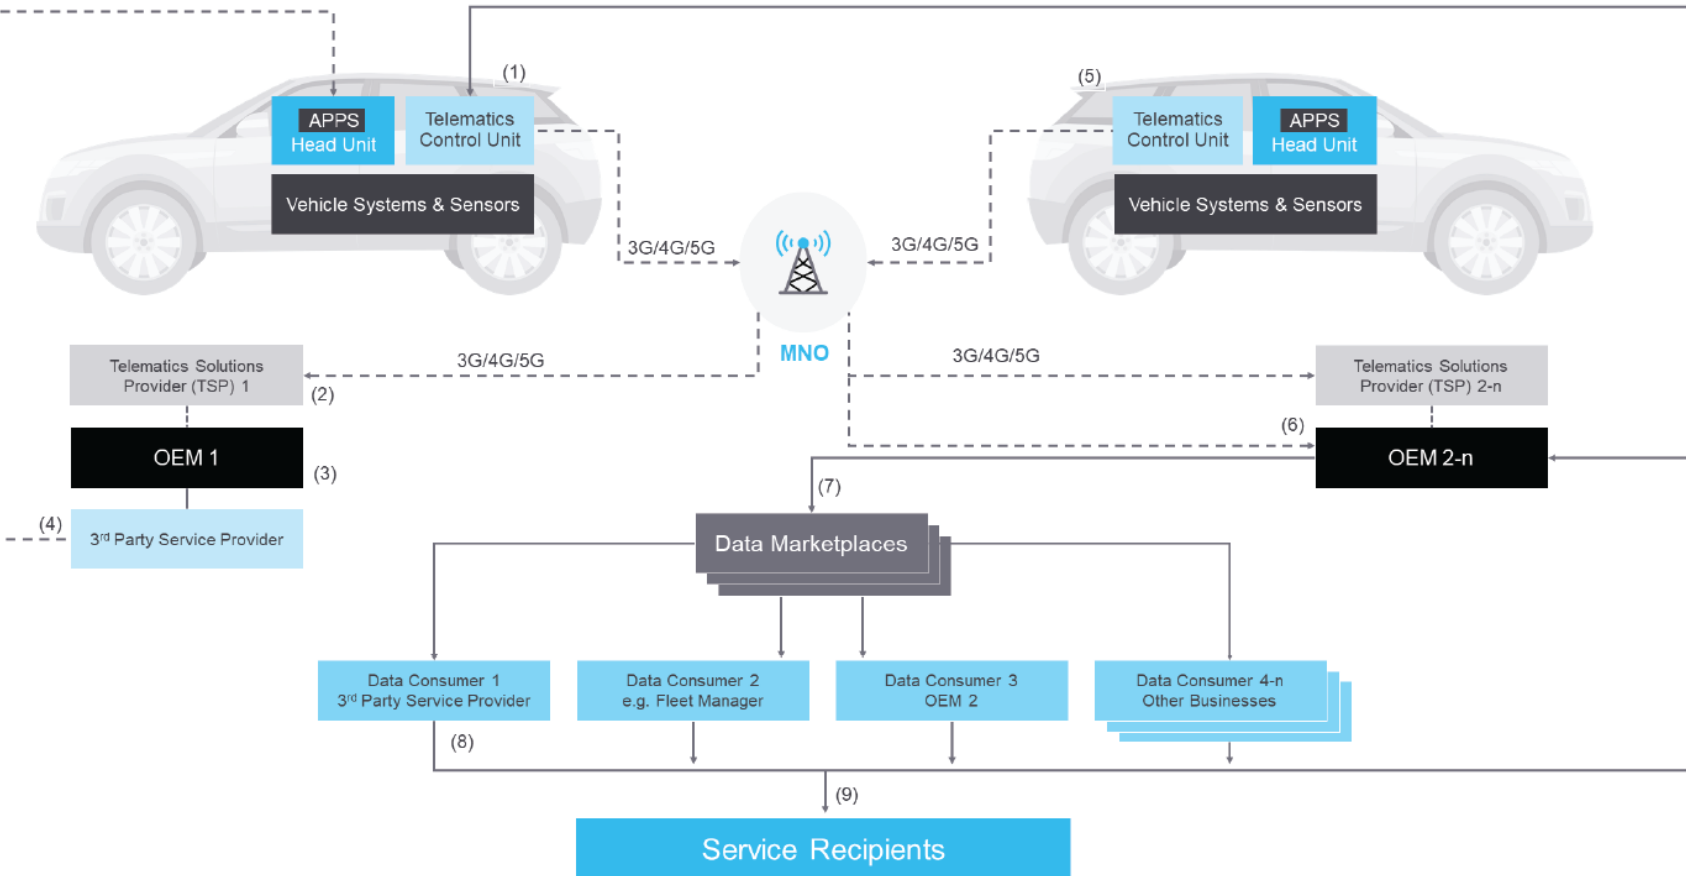 (1)
(5)
APPS
Head Unit
Telematics
Control Unit
Telematics
Control Unit
APPS
Head Unit
Vehicle Systems & Sensors
Vehicle Systems & Sensors
3G/4G/5G
3G/4G/5G
MNO
Telematics Solutions
Provider (TSP) 1
(2)
3G/4G/5G
3G/4G/5G
Telematics Solutions
Provider (TSP) 2-n
OEM 1
(3)
(6)
OEM 2-n
(4)
3rd Party Service Provider
(7)
Data Marketplaces
Data Consumer 1
3rd Party Service Provider
Data Consumer 2
e.g. Fleet Manager
Data Consumer 3
OEM 2
Data Consumer 4-n
Other Businesses
(8)
(9)
Service Recipients